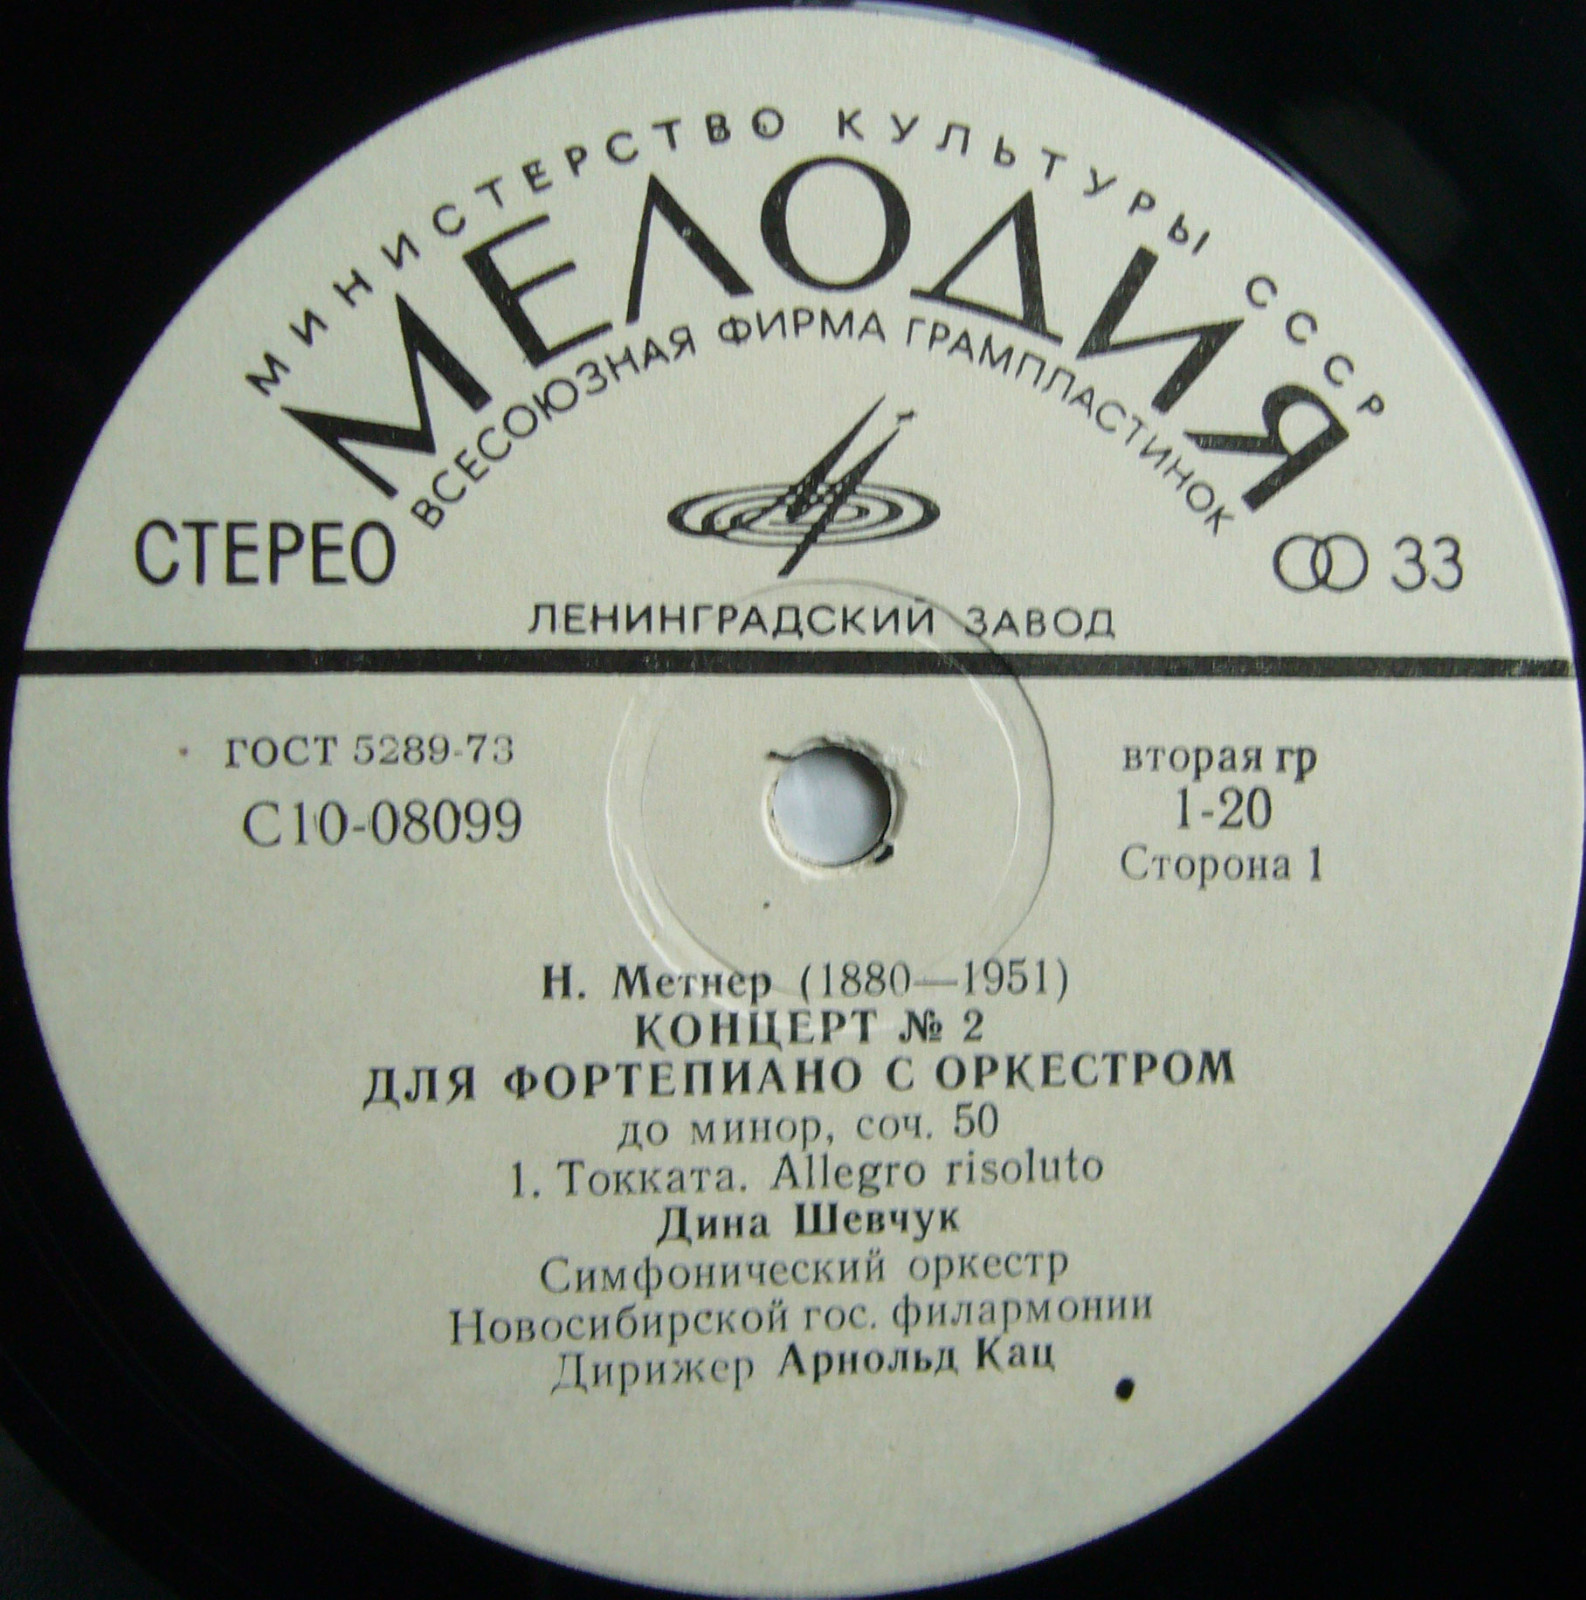 МИНИСТЕРСТВО КУЛЬТУРЫ СССР
МЕЛОДИЯ
ВСЕСОЮЗНАЯ ФИРМА ГРАМПЛАСТИНОК
СТЕРЕО
33
ЛЕНИНГРАДСКИЙ ЗАВОД
ГОСТ 5289-73
С10-08099
вторая гр
1-20
Сторона 1
Н. Метнер (1880—1951)
КОНЦЕРТ № 2
ДЛЯ ФОРТЕПИАНО С ОРКЕСТРОМ
до минор, соч. 50
1. Токката. Allegro risoluto
Дина Шевчук
Симфонический оркестр
Новосибирской гос. филармонии
Дирижер Арнольд Кац